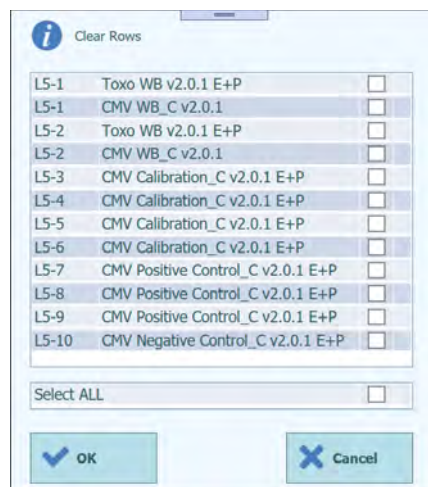 Clear Rows
L5-1 Toxo WB v2.0.1 E+P
L5-1 CMV WB_C v2.0.1
L5-2 Toxo WB v2.0.1 E+P
L5-2 CMV WB_C v2.0.1
L5-3 CMV Calibration_C v2.0.1 E+P
L5-4 CMV Calibration_C v2.0.1 E+P
L5-5 CMV Calibration_C v2.0.1 E+P
L5-6 CMV Calibration_C v2.0.1 E+P
L5-7 CMV Positive Control_C v2.0.1 E+P
L5-8 CMV Positive Control_C v2.0.1 E+P
L5-9 CMV Positive Control_C v2.0.1 E+P
L5-10 CMV Negative Control_C v2.0.1 E+P
Select ALL
OK
Cancel